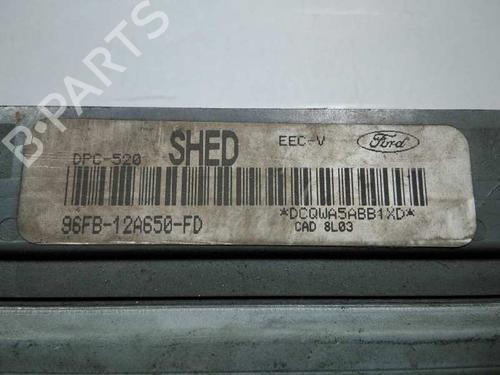 B-PARTS
DPC-520 SHED EEC-V Ford
96FB-12A650-FD *DCQWA5ABB1XD*
CAD 8L03